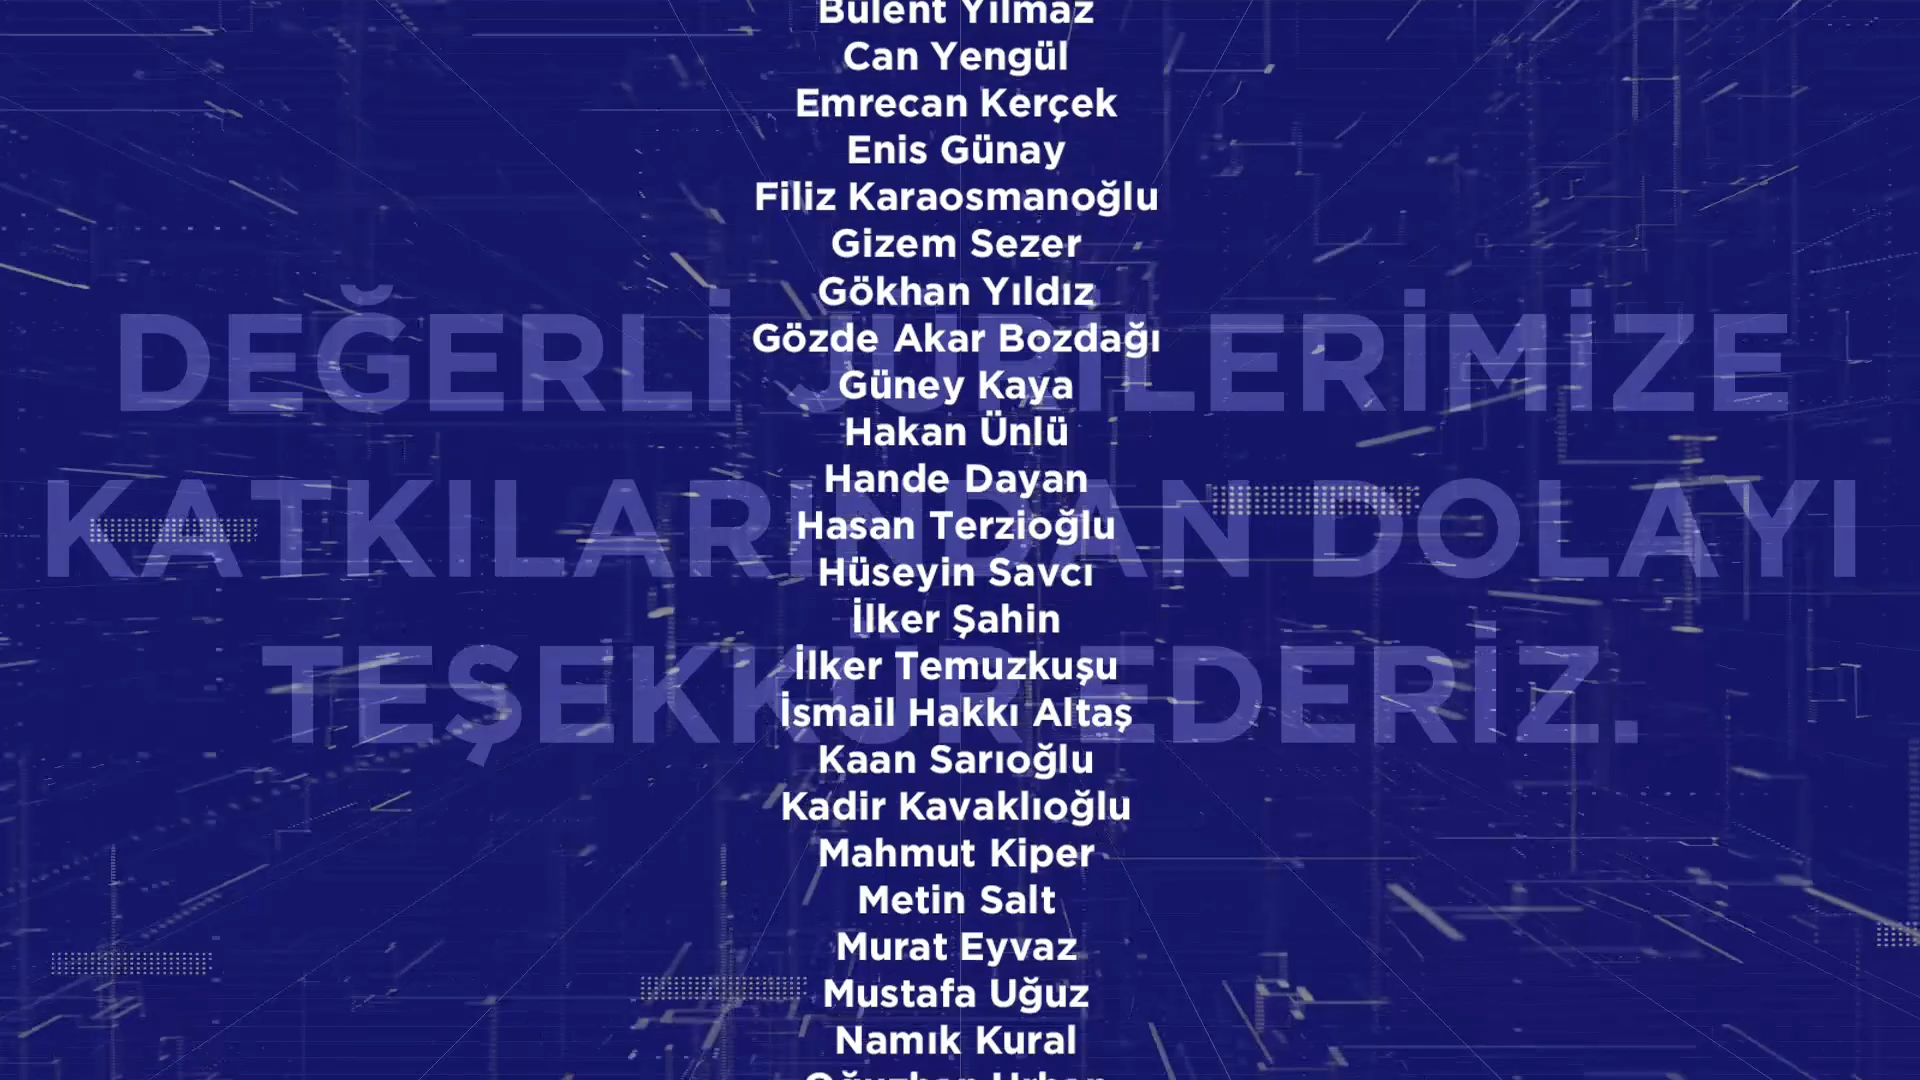 Bülent Yılmaz
Can Yengül
Emrecan Kerçek
Enis Günay
Filiz Karaosmanoğlu
Gizem Sezer
Gökhan Yıldız
Gözde Akar Bozdağı
Güney Kaya
Hakan Ünlü
Hande Dayan
Hasan Terzioğlu
Hüseyin Savcı
İlker Şahin
İlker Temuzkuşu
İsmail Hakkı Altaş
Kaan Sarıoğlu
Kadir Kavaklıoğlu
Mahmut Kiper
Metin Salt
Murat Eyvaz
Mustafa Uğuz
Namık Kural
DEĞERLİ JÜRİLERİMİZE
KATKILARINDAN DOLAYI
TEŞEKKÜR EDERİZ.